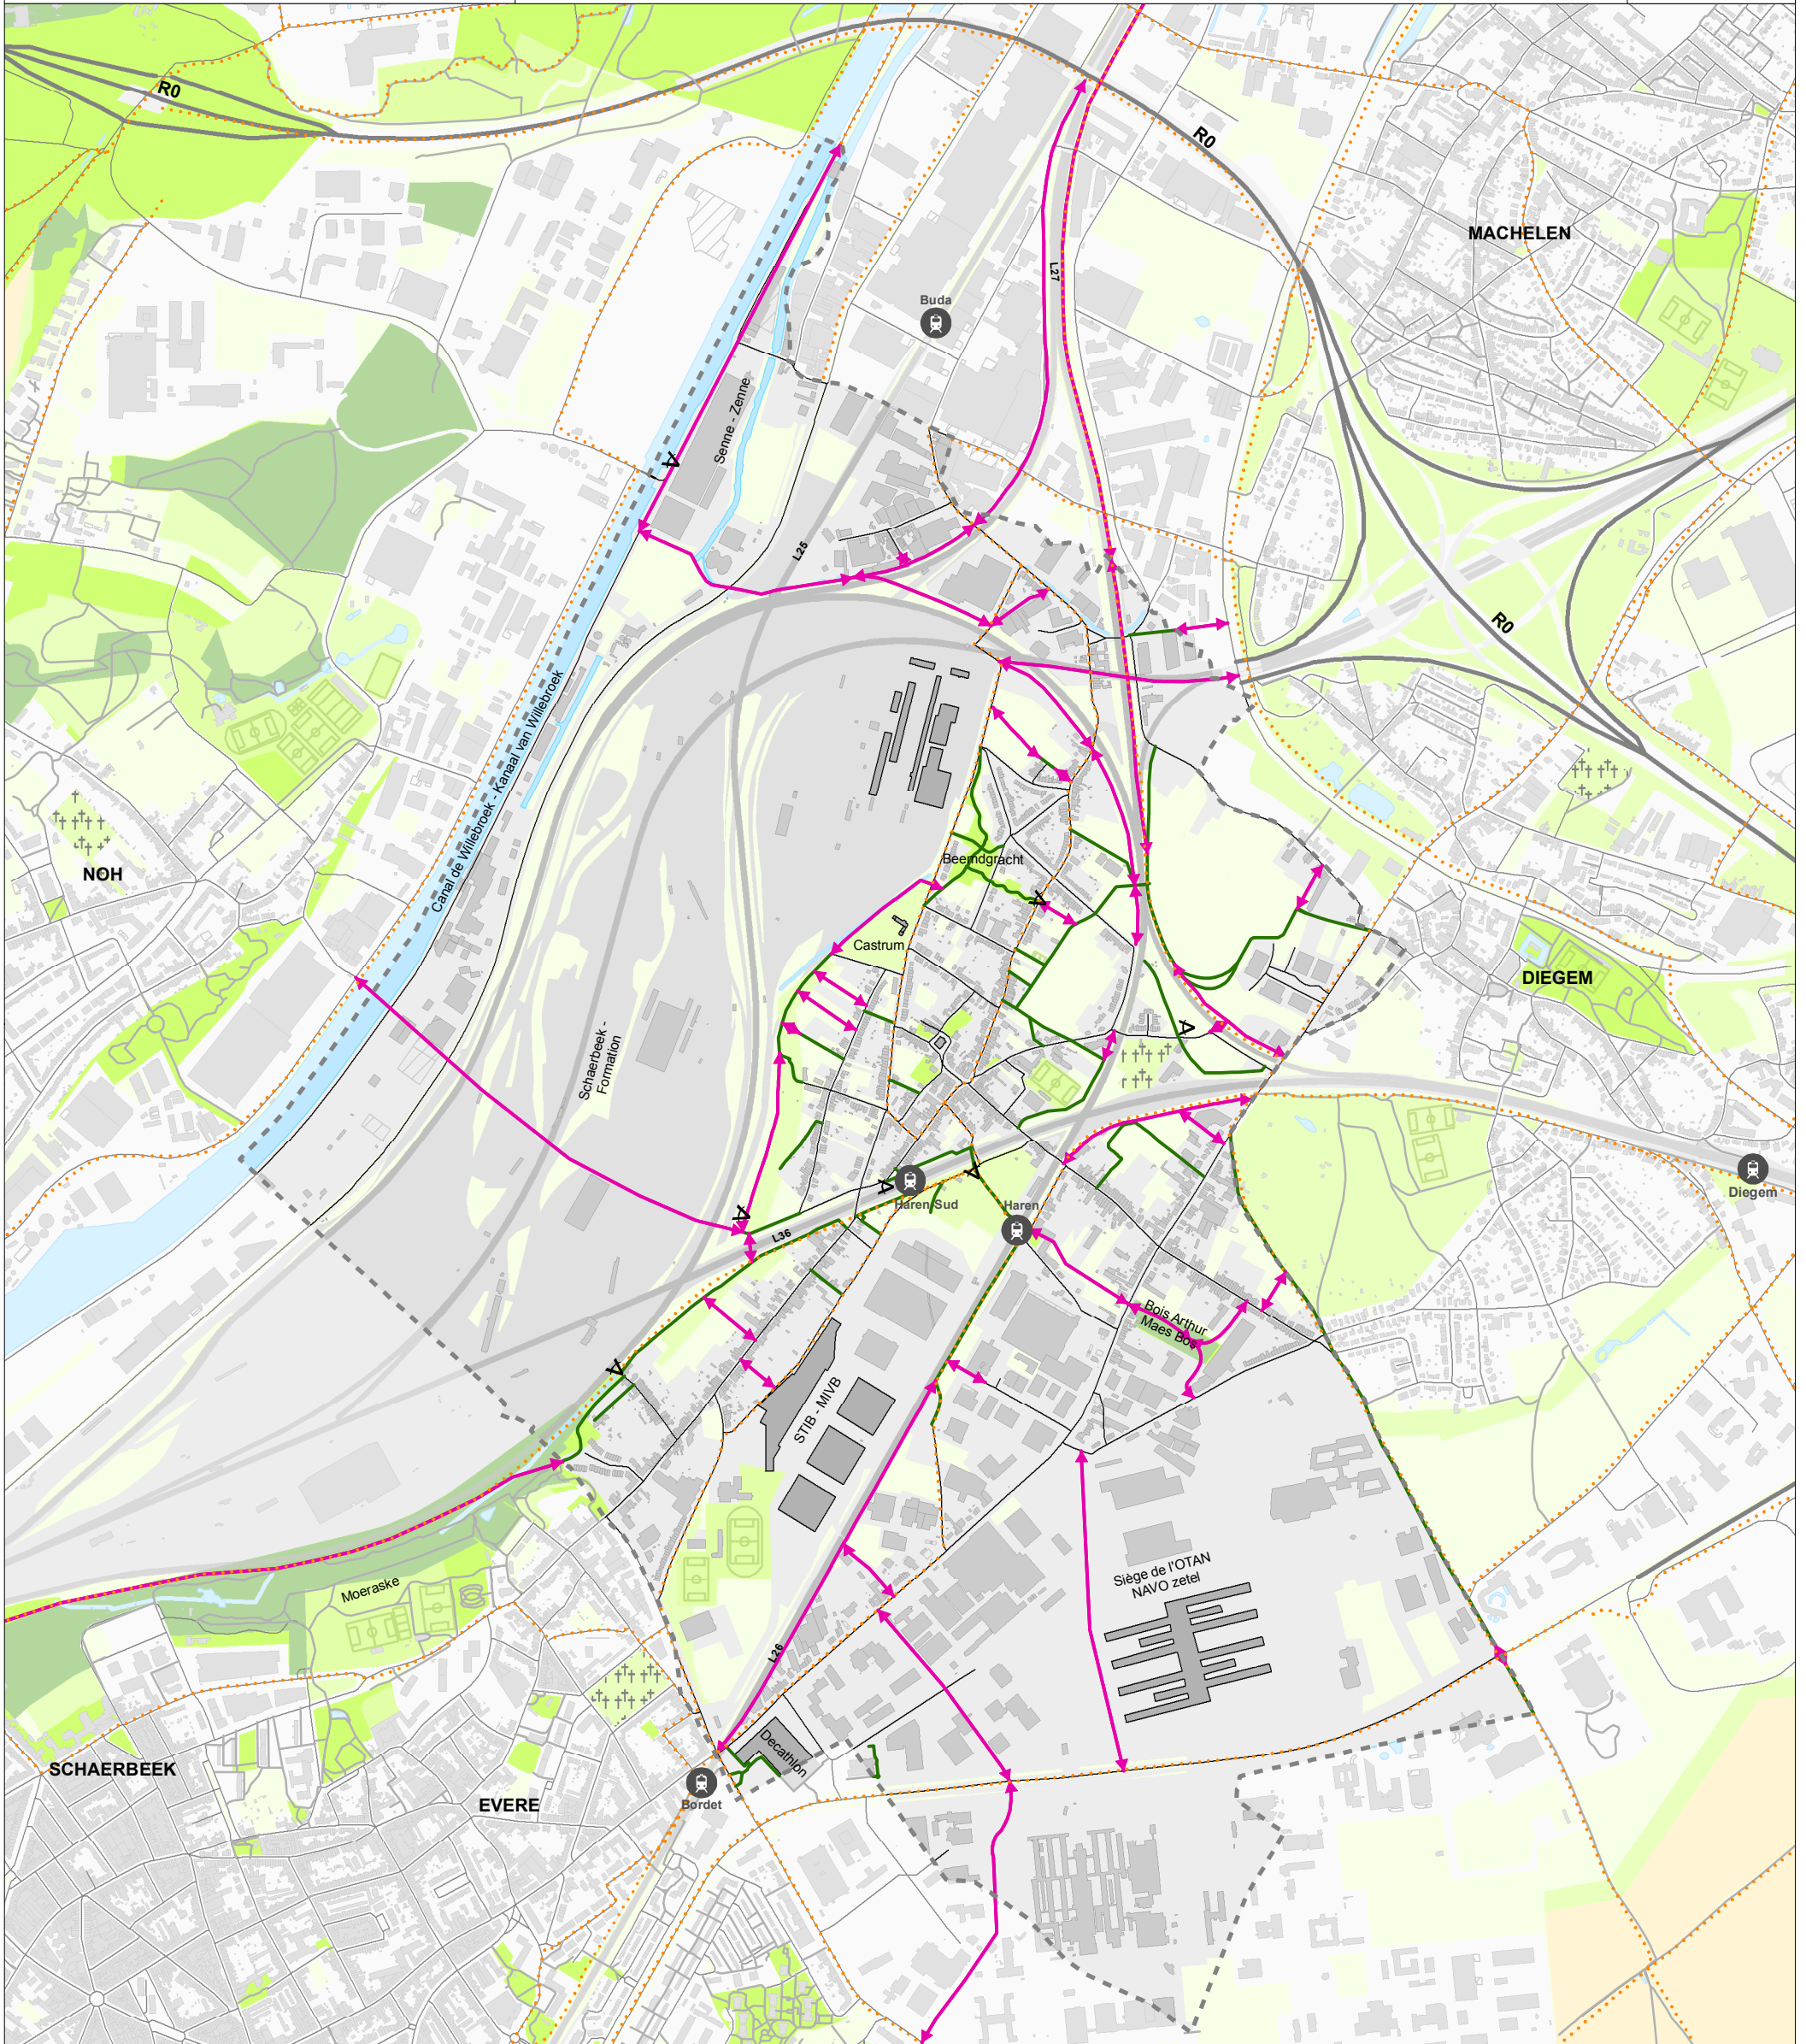 R0
R0
MACHELEN
L27
Buda
Senne - Zenne
A
L25
R0
Canal de Willebroek - Kanaal van Willebroek
NOH
Beemdgracht
A
Castrum
DIEGEM
A
Schaerbeek -
Formation
A
Haren Sud
A
Haren
Diegem
A
L36
Bois Arthur
Maes Bos
A
STIB - MIVB
Siège de l'OTAN
NAVO zetel
Moeraske
L26
Decathlon
SCHAERBEEK
EVERE
Bordet